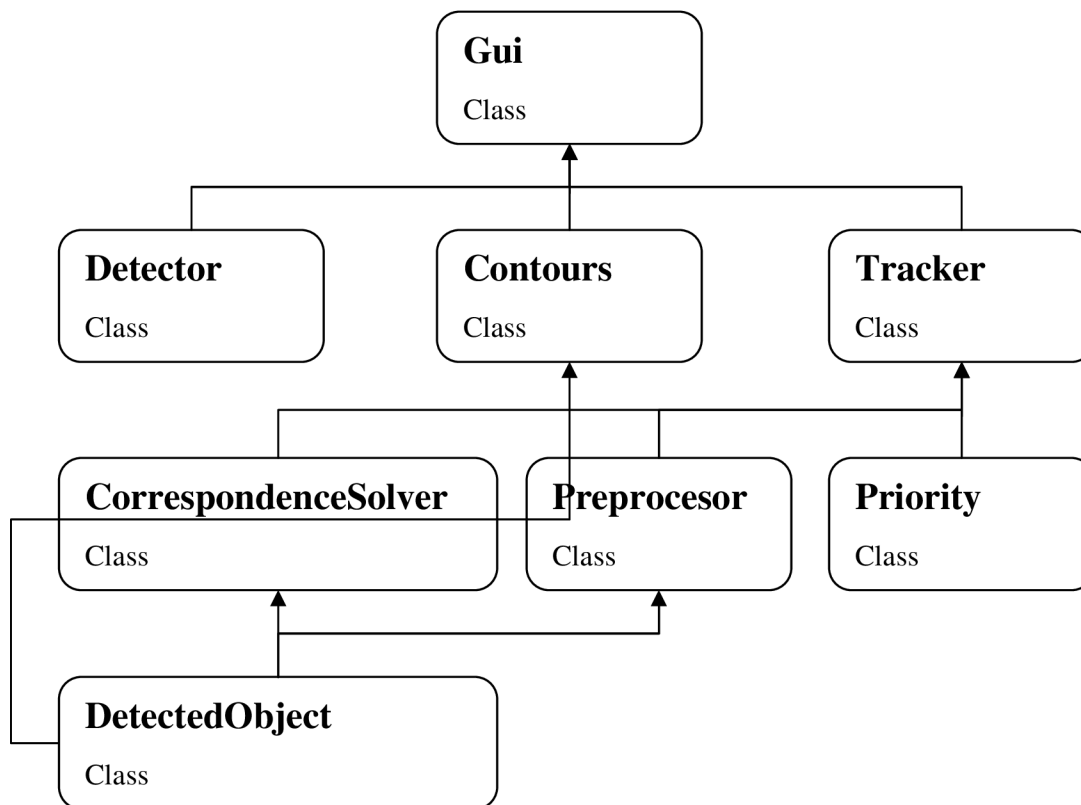 Gui
Class
Detector
Class
Contours
Class
Tracker
Class
CorrespondenceSolver
Class
Preprocesor
Class
Priority
Class
DetectedObject
Class